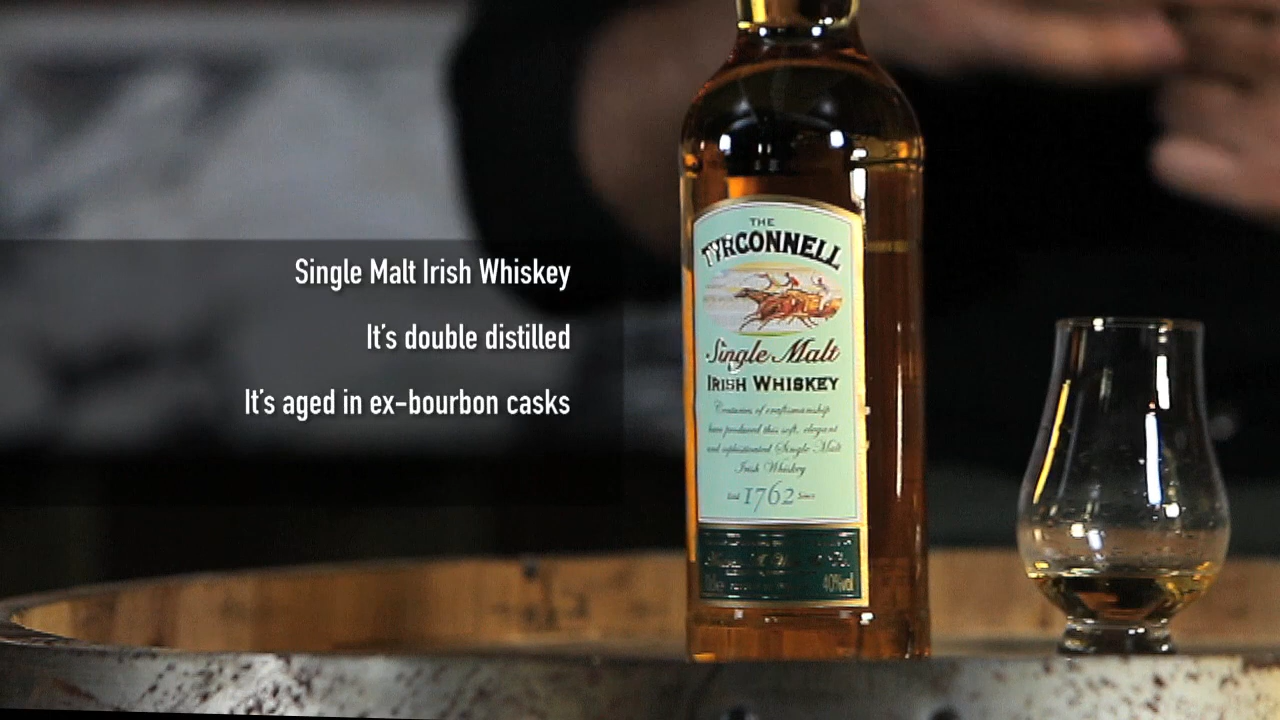 Single Malt Irish Whiskey
It's double distilled
It's aged in ex-bourbon casks
THE
TYRCONNELL
Single Malt
IRISH WHISKEY
Centuries of craftsmanship
have produced this soft, elegant
and sophisticated Single Malt
Irish Whiskey
Estd 1762 Since
40%vol